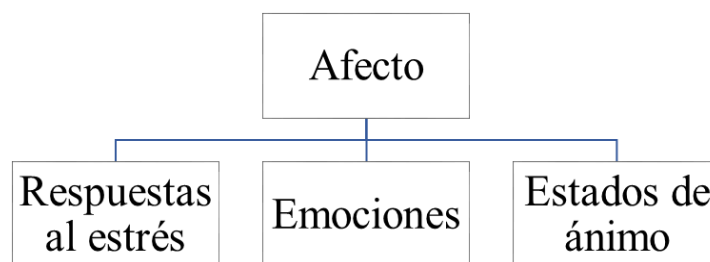 Afecto
Respuestas
al estrés
Emociones
Estados de
ánimo